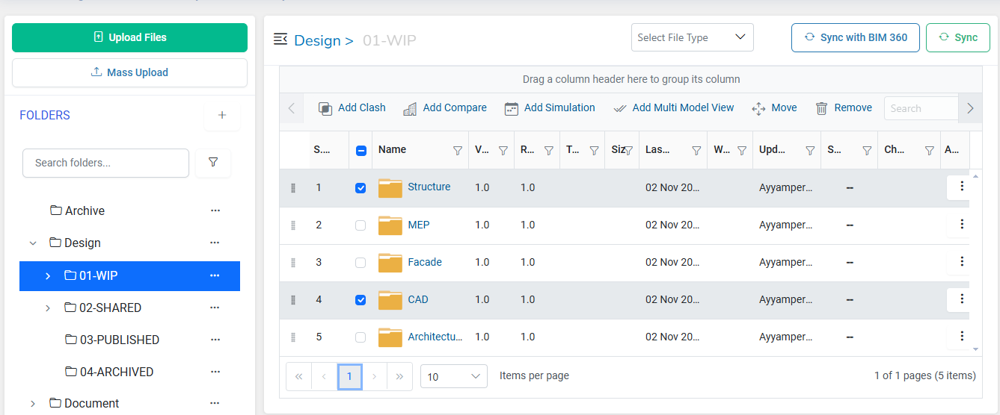 Upload Files
Mass Upload
FOLDERS
+
Search folders...
Archive
Design
01-WIP
02-SHARED
03-PUBLISHED
04-ARCHIVED
Document
Design > 01-WIP
Select File Type
Sync with BIM 360
Sync
Drag a column header here to group its column
Add Clash Add Compare Add Simulation Add Multi Model View Move Remove Search
S... Name V... R... T... Siz Las... W... Upd... S... Ch... A...
1 Structure 1.0 1.0 02 Nov 20... Ayyamper... --
2 MEP 1.0 1.0 02 Nov 20... Ayyamper... --
3 Facade 1.0 1.0 02 Nov 20... Ayyamper... --
4 CAD 1.0 1.0 02 Nov 20... Ayyamper... --
5 Architectu... 1.0 1.0 02 Nov 20... Ayyamper... --
« ‹ 1 › » 10 Items per page 1 of 1 pages (5 items)